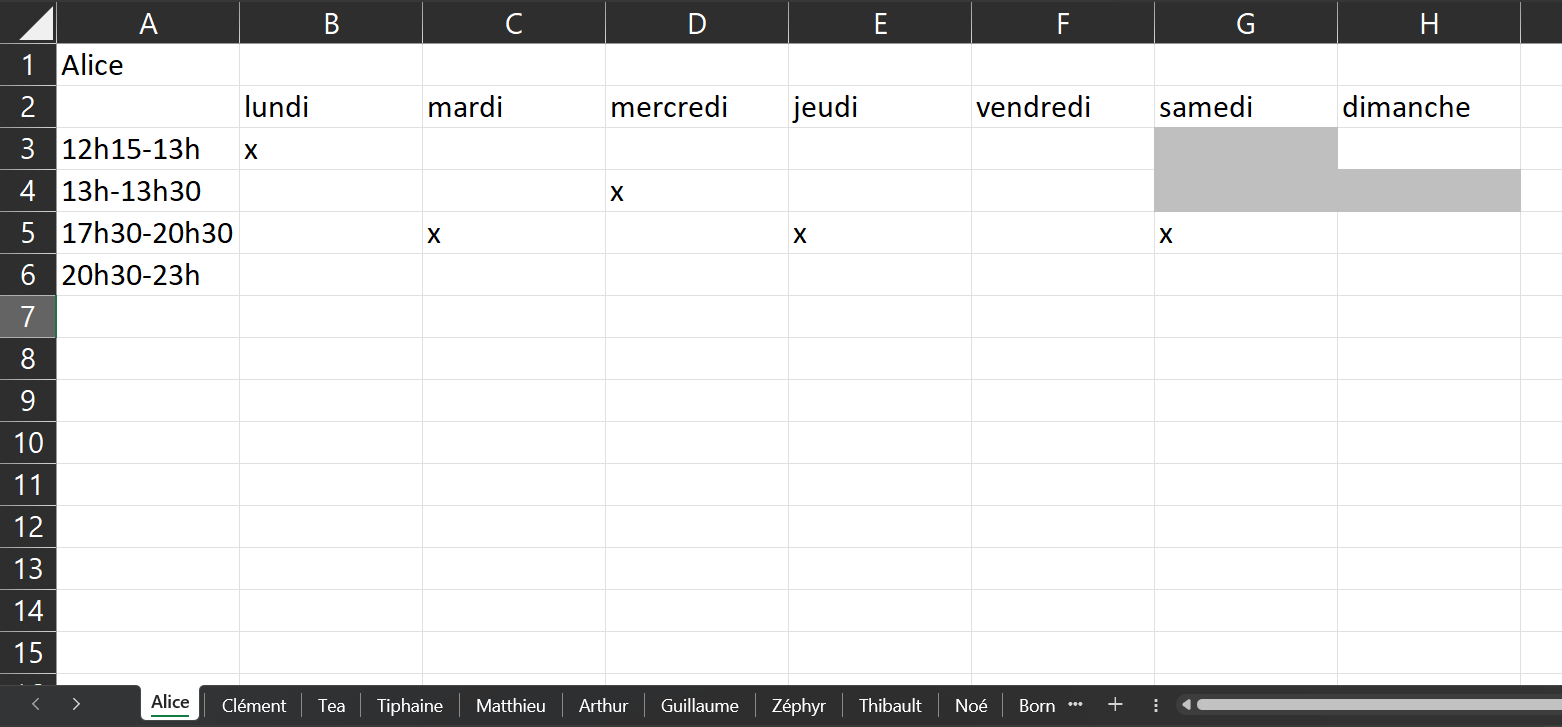 A B C D E F G H
1 Alice
2 lundi mardi mercredi jeudi vendredi samedi dimanche
3 12h15-13h x
4 13h-13h30 x
5 17h30-20h30 x x x
6 20h30-23h
7
8
9
10
11
12
13
14
15
Alice Clément Tea Tiphaine Matthieu Arthur Guillaume Zéphyr Thibault Noé Born ··· +